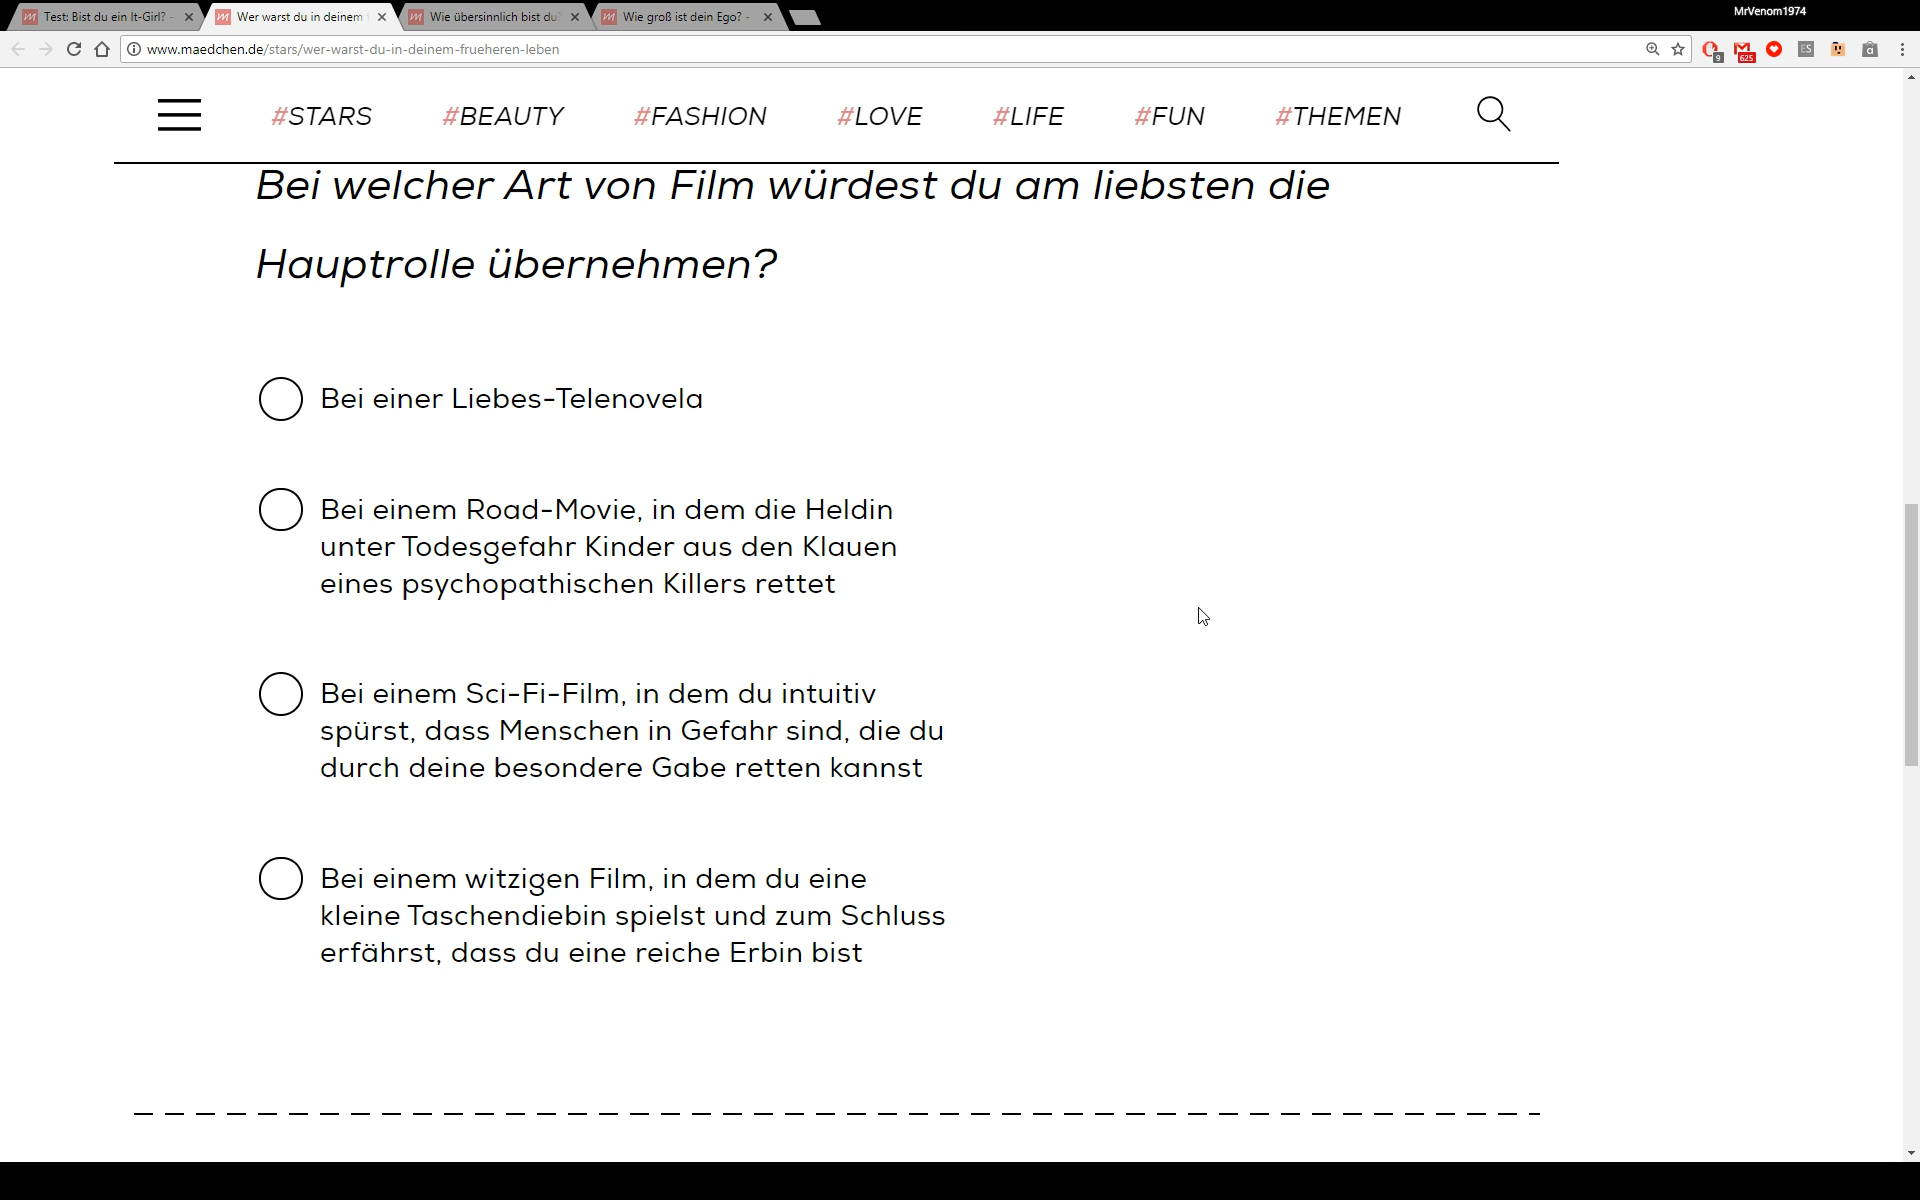 MrVenom1974
Test: Bist du ein It-Girl? -
Wer warst du in deinem
Wie übersinnlich bist du
Wie groß ist dein Ego? -
www.maedchen.de/stars/wer-warst-du-in-deinem-frueheren-leben
9
625
ES
a
#STARS #BEAUTY #FASHION #LOVE #LIFE #FUN #THEMEN
Bei welcher Art von Film würdest du am liebsten die
Hauptrolle übernehmen?
Bei einer Liebes-Telenovela
Bei einem Road-Movie, in dem die Heldin
unter Todesgefahr Kinder aus den Klauen
eines psychopathischen Killers rettet
Bei einem Sci-Fi-Film, in dem du intuitiv
spürst, dass Menschen in Gefahr sind, die du
durch deine besondere Gabe retten kannst
Bei einem witzigen Film, in dem du eine
kleine Taschendiebin spielst und zum Schluss
erfährst, dass du eine reiche Erbin bist